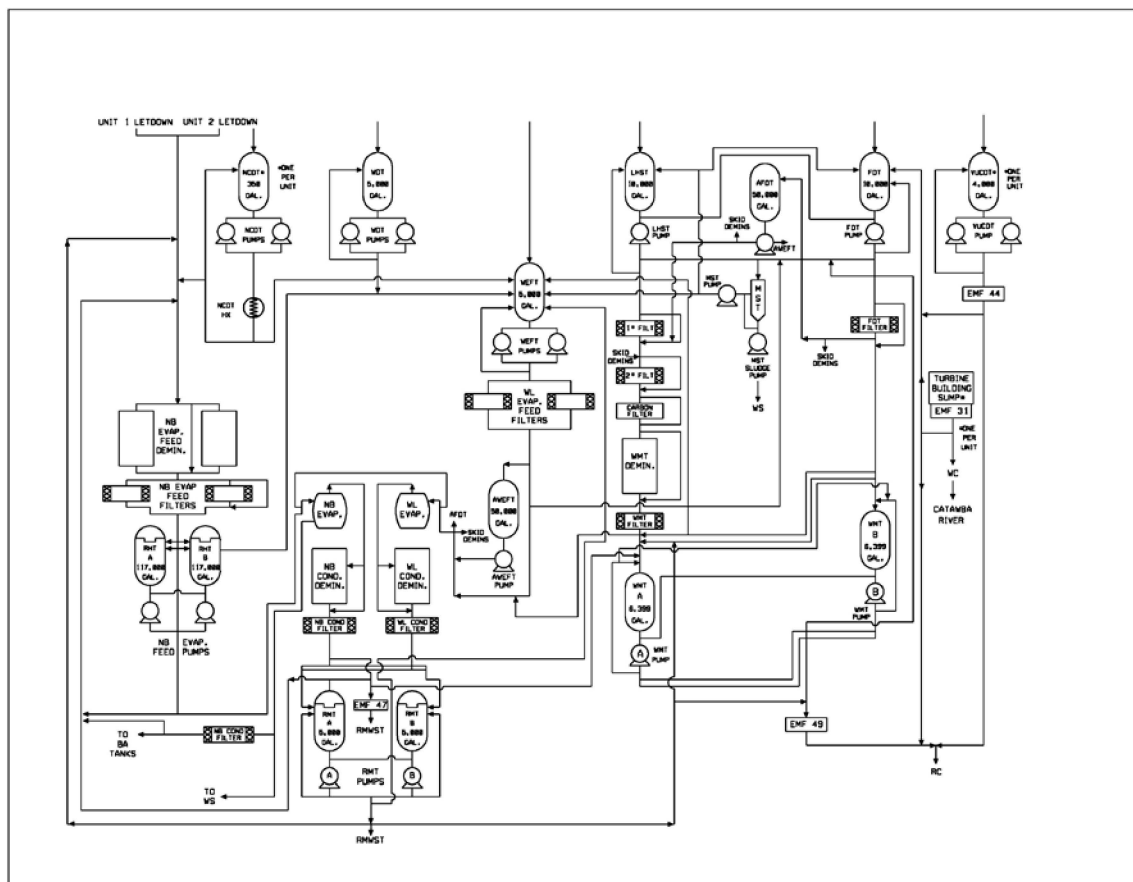 UNIT 1 LETDOWN
UNIT 2 LETDOWN
NCDT*
350
GAL.
*ONE
PER
UNIT
NCDT
PUMPS
NCDT
HX
WDT
5,000
GAL.
WDT
PUMPS
WEFT
5,000
GAL.
WEFT
PUMPS
WL
EVAP.
FEED
FILTERS
LHST
10,000
GAL.
LHST
PUMP
AFDT
50,000
GAL.
SKID
DEMINS
AWEFT
MST
PUMP
M
S
T
MST
SLUDGE
PUMP
WS
FDT
10,000
GAL.
FDT
PUMP
FDT
FILTER
SKID
DEMINS
VUCDT*
4,000
GAL.
*ONE
PER
UNIT
VUCDT
PUMP
EMF 44
TURBINE
BUILDING
SUMP*
EMF 31
*ONE
PER
UNIT
WC
CATAWBA
RIVER
1° FILT
SKID
DEMINS
2° FILT
CARBON
FILTER
WMT
DEMIN.
WMT
FILTER
NB
EVAP.
FEED
DEMIN.
NB EVAP
FEED
FILTERS
RMT
A
117,000
GAL.
RMT
B
117,000
GAL.
NB EVAP.
FEED PUMPS
NB
EVAP.
WL
EVAP.
AFDT
SKID
DEMINS
AWEFT
50,000
GAL.
AWEFT
PUMP
NB
COND.
DEMIN.
WL
COND.
DEMIN.
NB COND
FILTER
WL COND
FILTER
WMT
A
6,399
GAL.
A
WMT
PUMP
WMT
B
6,399
GAL.
B
WMT
PUMP
RMT
A
5,000
GAL.
EMF 47
RMWST
RMT
B
5,000
GAL.
A
RMT
PUMPS
B
RMWST
EMF 49
RC
NB COND
FILTER
TO
BA
TANKS
TO
WS